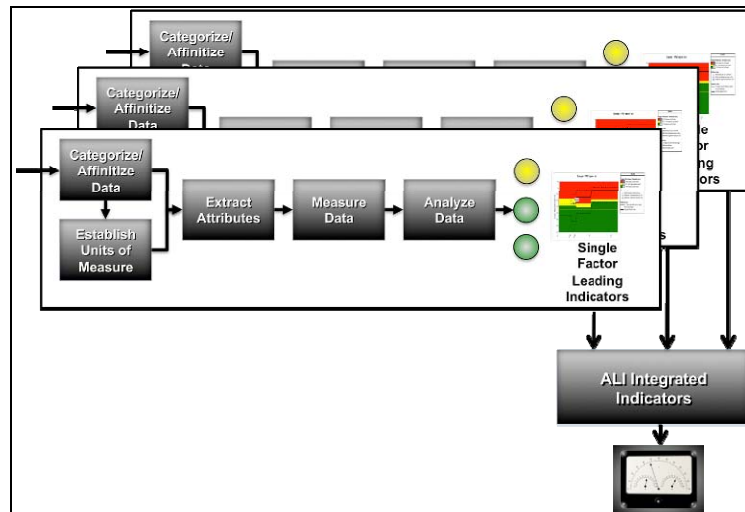 Categorize/
Affinitize
Data
Categorize/
Affinitize
Data
Categorize/
Affinitize
Data
Establish
Units of
Measure
Extract
Attributes
Measure
Data
Analyze
Data
Single
Factor
Leading
Indicators
ALI Integrated
Indicators